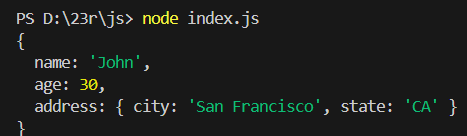 PS D:\23r\js> node index.js
{
  name: 'John',
  age: 30,
  address: { city: 'San Francisco', state: 'CA' }
}